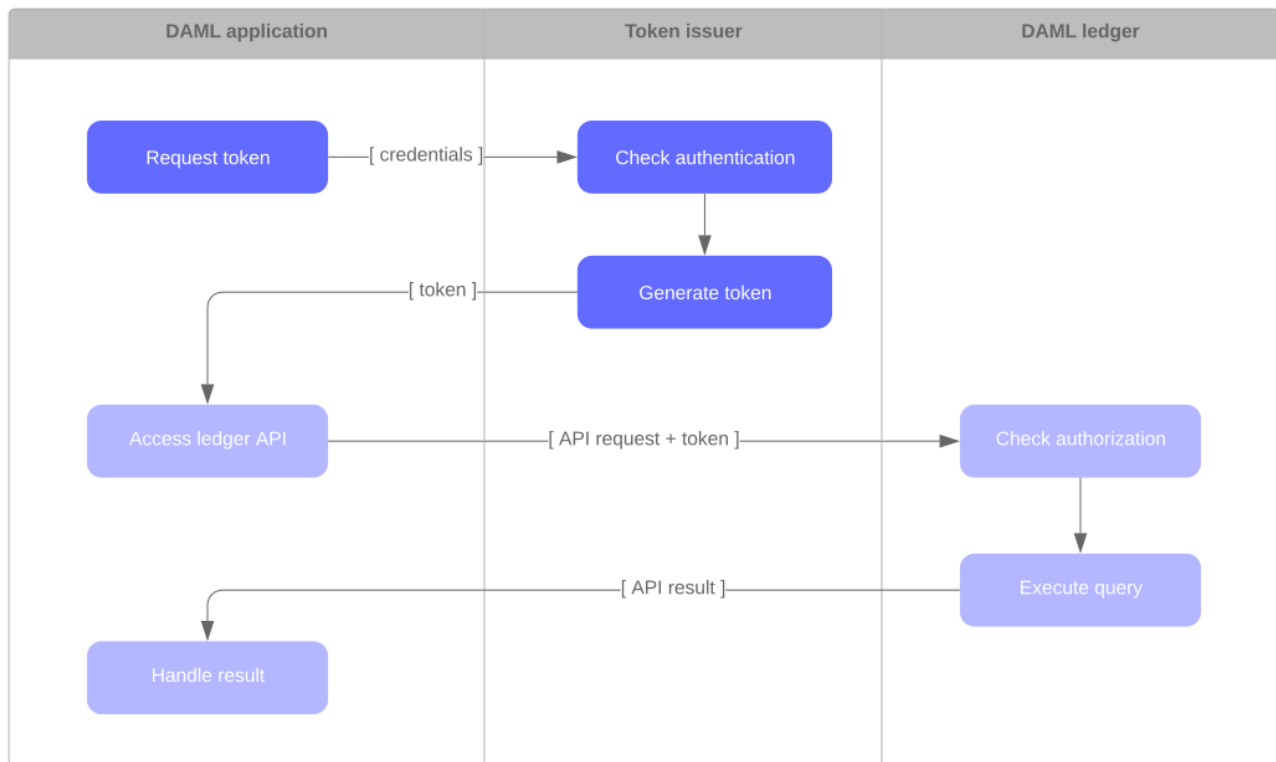 DAML application
Token issuer
DAML ledger
Request token
[ credentials ]
Check authentication
[ token ]
Generate token
Access ledger API
[ API request + token ]
Check authorization
[ API result ]
Execute query
Handle result